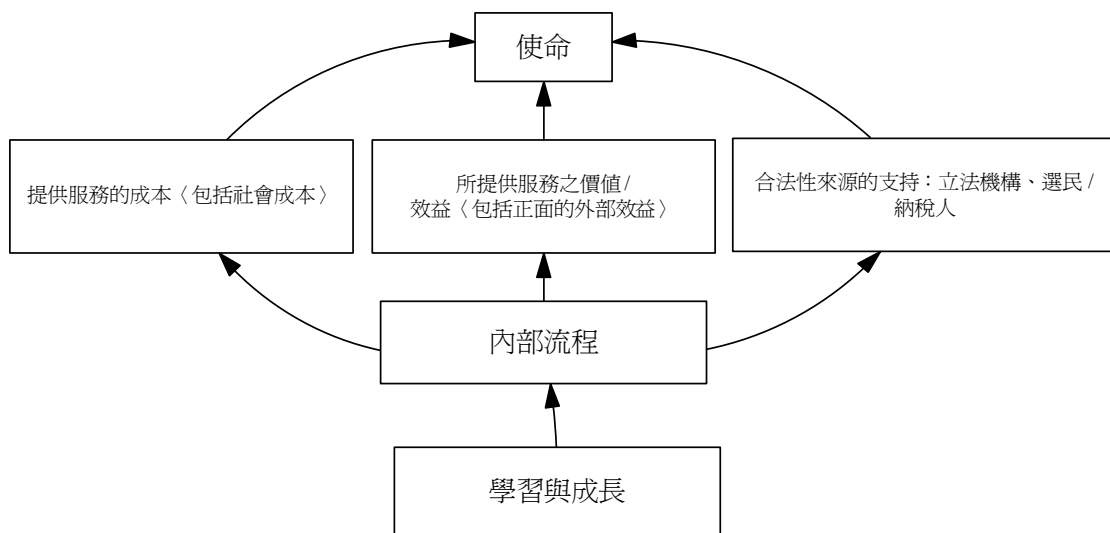 使命
提供服務的成本〈包括社會成本〉
所提供服務之價值/
效益〈包括正面的外部效益〉
合法性來源的支持：立法機構、選民/
納稅人
內部流程
學習與成長